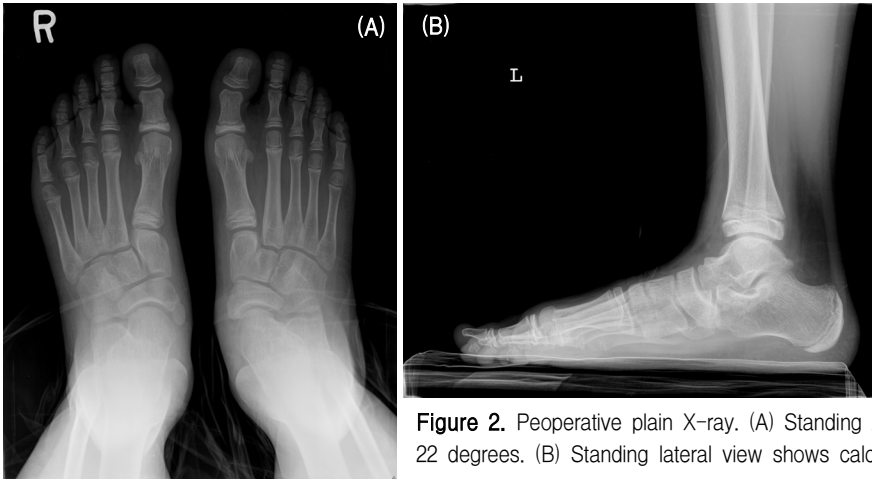 R
(A)
(B)
L
Figure 2. Peoperative plain X-ray. (A) Standing
22 degrees. (B) Standing lateral view shows calc